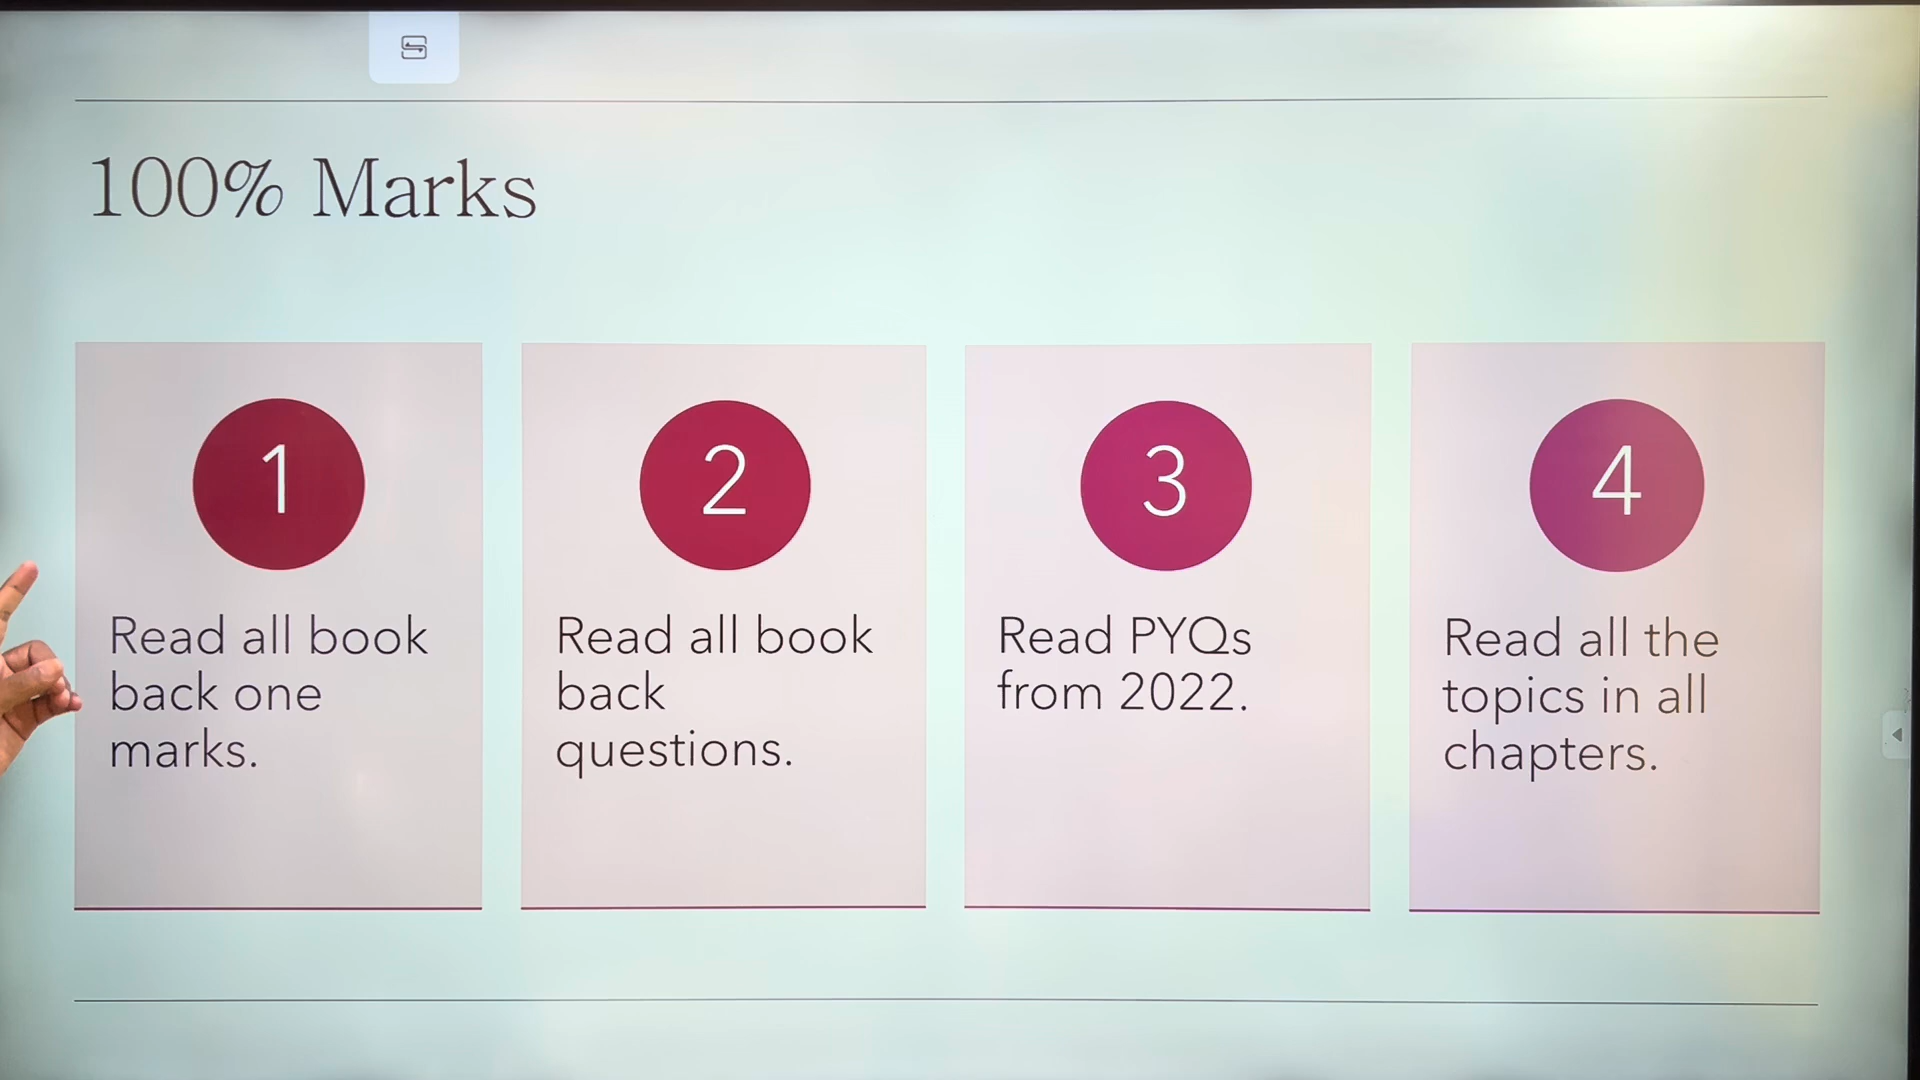 100% Marks
1
Read all book
back one
marks.
2
Read all book
back
questions.
3
Read PYQs
from 2022.
4
Read all the
topics in all
chapters.